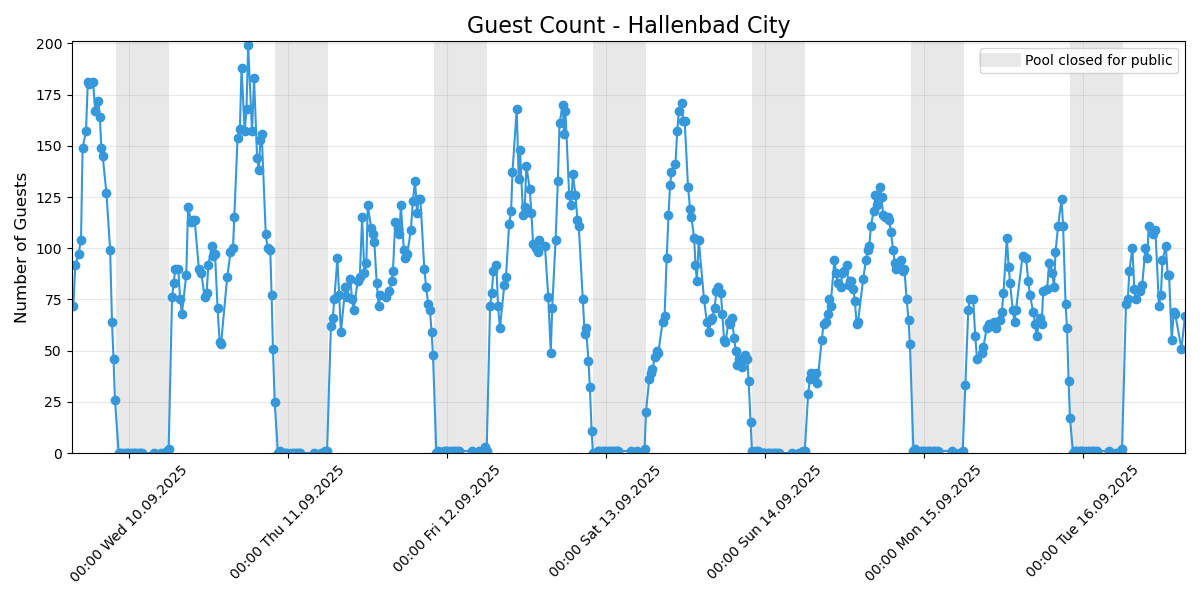 Guest Count - Hallenbad City
Pool closed for public
Number of Guests
200
175
150
125
100
75
50
25
0
00:00 Wed 10.09.2025
00:00 Thu 11.09.2025
00:00 Fri 12.09.2025
00:00 Sat 13.09.2025
00:00 Sun 14.09.2025
00:00 Mon 15.09.2025
00:00 Tue 16.09.2025